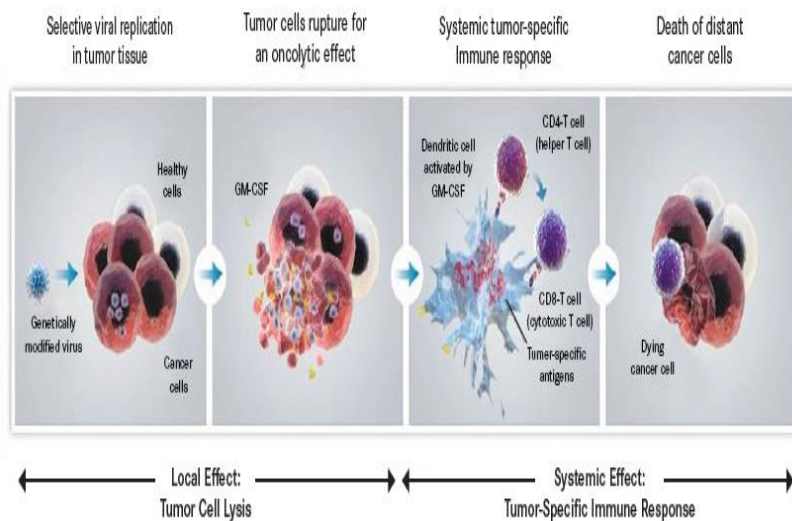 Selective viral replication
in tumor tissue
Tumor cells rupture for
an oncolytic effect
Systemic tumor-specific
Immune response
Death of distant
cancer cells
Healthy
cells
Genetically
modified virus
Cancer
cells
GM-CSF
Dendritic cell
activated by
GM-CSF
CD4-T cell
(helper T cell)
CD8-T cell
(cytotoxic T cell)
Tumer-specific
antigens
Dying
cancer cell
Local Effect:
Tumor Cell Lysis
Systemic Effect:
Tumor-Specific Immune Response